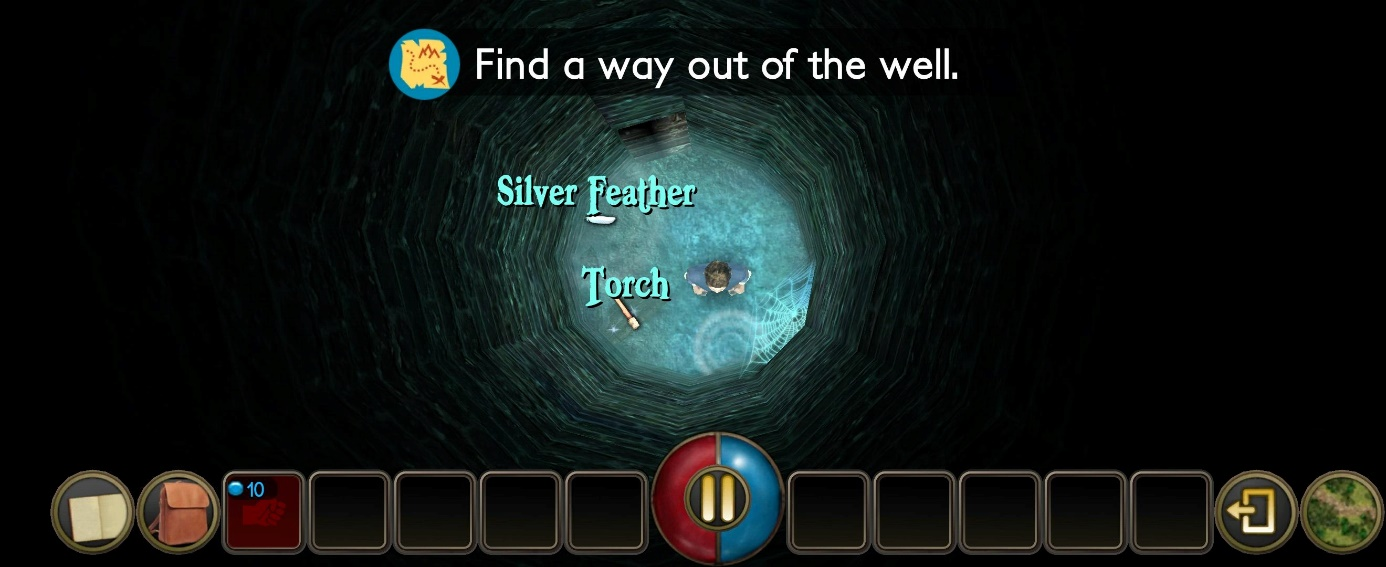 Find a way out of the well.
Silver Feather
Torch
10